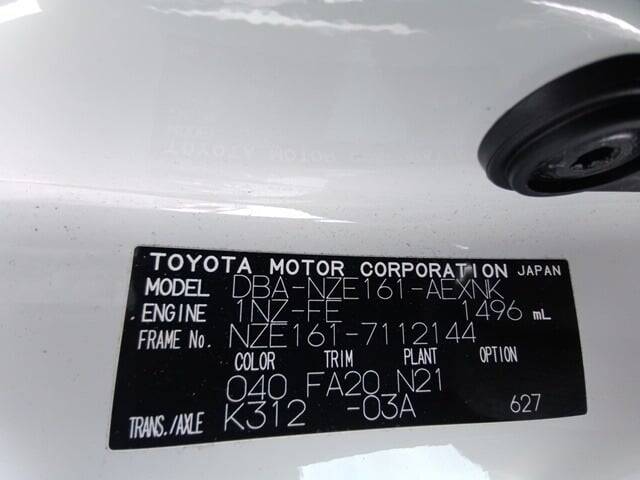 TOYOTA MOTOR CORPORATION JAPAN
MODEL DBA-NZE161-AEXNK
ENGINE 1NZ-FE 1496 mL
FRAME No. NZE161-7112144
COLOR TRIM PLANT OPTION
040 FA20 N21
TRANS./AXLE K312 -03A 627